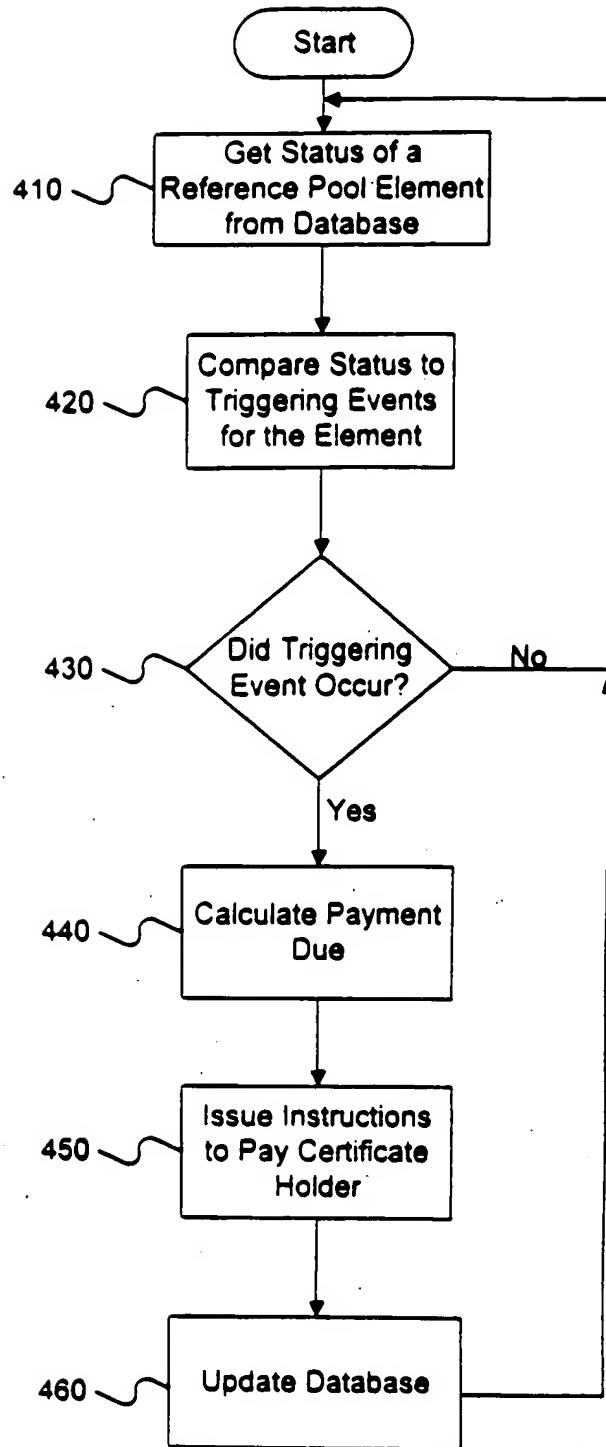 Start
410
Get Status of a
Reference Pool Element
from Database
420
Compare Status to
Triggering Events
for the Element
430
Did Triggering
Event Occur?
No
Yes
440
Calculate Payment
Due
450
Issue Instructions
to Pay Certificate
Holder
460
Update Database